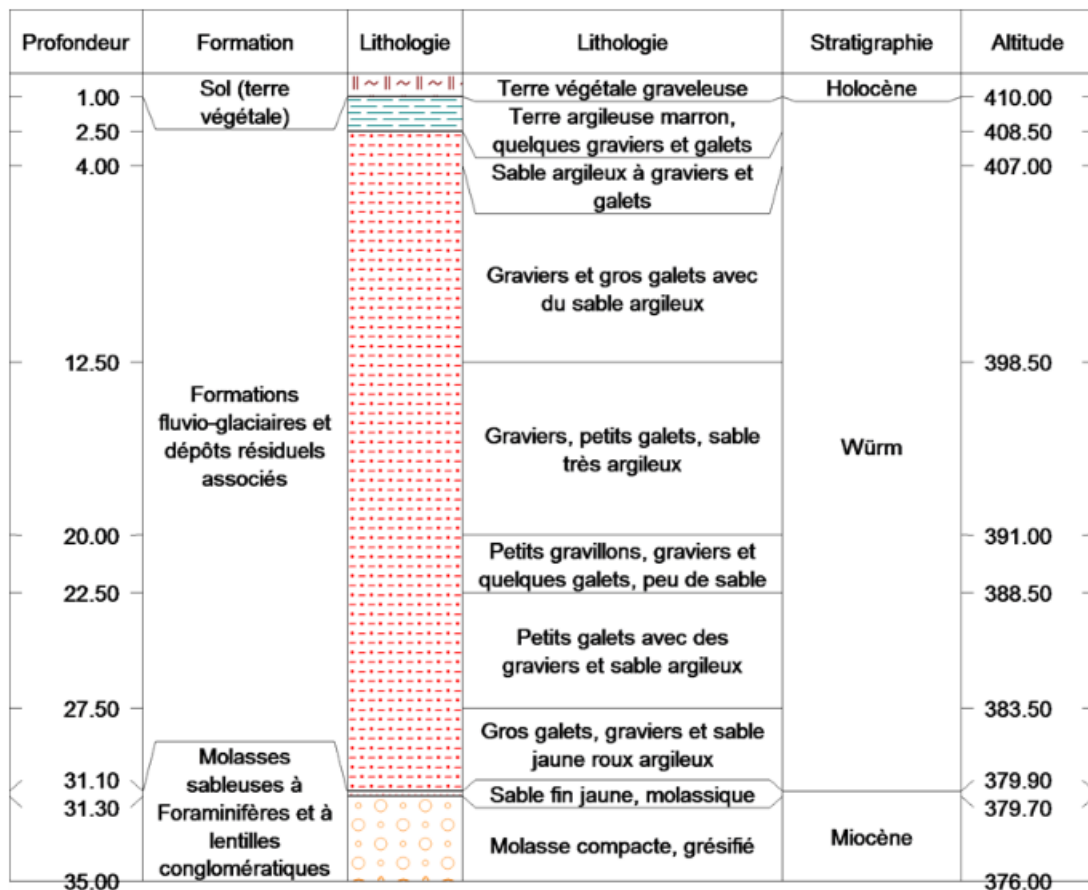 Profondeur Formation Lithologie Lithologie Stratigraphie Altitude
Sol (terre
végétale)
Terre végétale graveleuse
Holocène
1.00
410.00
Terre argileuse marron,
quelques graviers et galets
2.50
408.50
4.00
407.00
Sable argileux à graviers et
galets
Graviers et gros galets avec
du sable argileux
12.50
398.50
Formations
fluvio-glaciaires et
dépôts résiduels
associés
Graviers, petits galets, sable
très argileux
Würm
20.00
391.00
Petits gravillons, graviers et
quelques galets, peu de sable
22.50
388.50
Petits galets avec des
graviers et sable argileux
27.50
383.50
Gros galets, graviers et sable
jaune roux argileux
31.10
379.90
Molasses
sableuses à
Foraminifères et à
lentilles
conglomératiques
Sable fin jaune, molassique
31.30
379.70
Molasse compacte, grésifié
Miocène
35.00
376.00